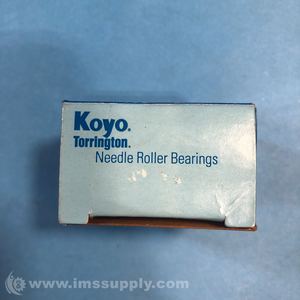 Koyo.
Torrington.
Needle Roller Bearings
www.imssupply.com